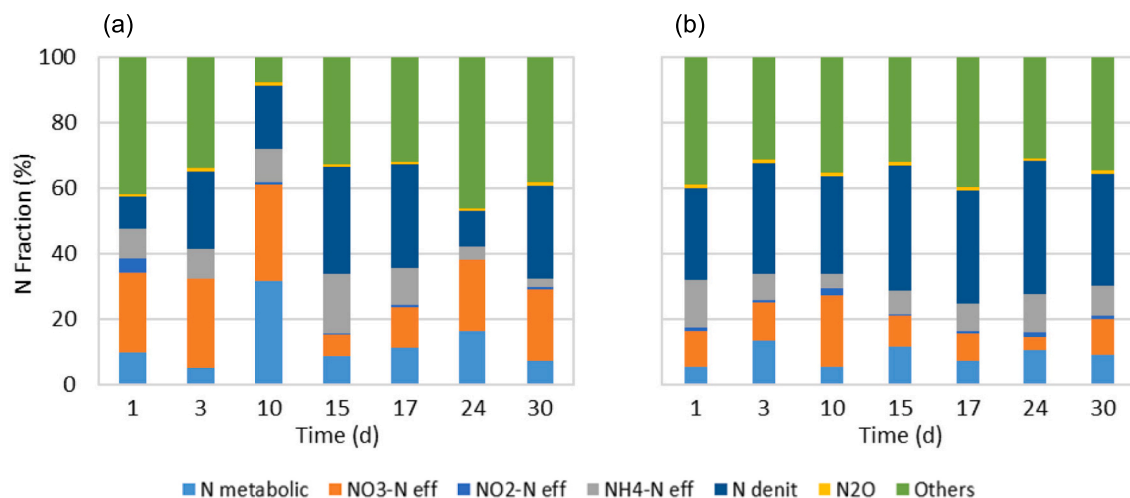 (a) (b)
N Fraction (%)
100
80
60
40
20
0
1 3 10 15 17 24 30
1 3 10 15 17 24 30
Time (d)
Time (d)
N metabolic NO3-N eff NO2-N eff NH4-N eff N denit N2O Others